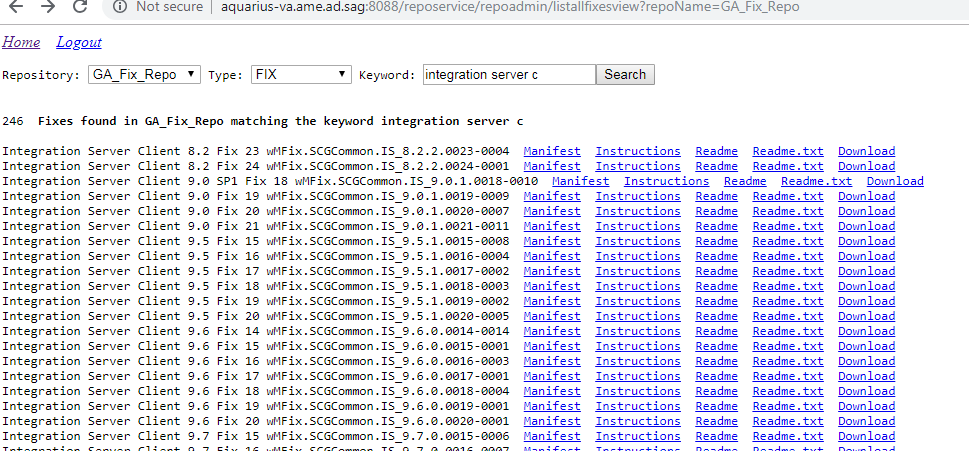 Not secure | aquarius-va.ame.ad.sag:8088/reposervice/repoadmin/listallfixesview?repoName=GA_Fix_Repo
Home Logout
Repository: GA_Fix_Repo Type: FIX Keyword: integration server c Search
246 Fixes found in GA_Fix_Repo matching the keyword integration server c
Integration Server Client 8.2 Fix 23 wMFix.SCGCommon.IS_8.2.2.0023-0004 Manifest Instructions Readme Readme.txt Download
Integration Server Client 8.2 Fix 24 wMFix.SCGCommon.IS_8.2.2.0024-0001 Manifest Instructions Readme Readme.txt Download
Integration Server Client 9.0 SP1 Fix 18 wMFix.SCGCommon.IS_9.0.1.0018-0010 Manifest Instructions Readme Readme.txt Download
Integration Server Client 9.0 Fix 19 wMFix.SCGCommon.IS_9.0.1.0019-0009 Manifest Instructions Readme Readme.txt Download
Integration Server Client 9.0 Fix 20 wMFix.SCGCommon.IS_9.0.1.0020-0007 Manifest Instructions Readme Readme.txt Download
Integration Server Client 9.0 Fix 21 wMFix.SCGCommon.IS_9.0.1.0021-0011 Manifest Instructions Readme Readme.txt Download
Integration Server Client 9.5 Fix 15 wMFix.SCGCommon.IS_9.5.1.0015-0008 Manifest Instructions Readme Readme.txt Download
Integration Server Client 9.5 Fix 16 wMFix.SCGCommon.IS_9.5.1.0016-0004 Manifest Instructions Readme Readme.txt Download
Integration Server Client 9.5 Fix 17 wMFix.SCGCommon.IS_9.5.1.0017-0002 Manifest Instructions Readme Readme.txt Download
Integration Server Client 9.5 Fix 18 wMFix.SCGCommon.IS_9.5.1.0018-0003 Manifest Instructions Readme Readme.txt Download
Integration Server Client 9.5 Fix 19 wMFix.SCGCommon.IS_9.5.1.0019-0002 Manifest Instructions Readme Readme.txt Download
Integration Server Client 9.5 Fix 20 wMFix.SCGCommon.IS_9.5.1.0020-0005 Manifest Instructions Readme Readme.txt Download
Integration Server Client 9.6 Fix 14 wMFix.SCGCommon.IS_9.6.0.0014-0014 Manifest Instructions Readme Readme.txt Download
Integration Server Client 9.6 Fix 15 wMFix.SCGCommon.IS_9.6.0.0015-0001 Manifest Instructions Readme Readme.txt Download
Integration Server Client 9.6 Fix 16 wMFix.SCGCommon.IS_9.6.0.0016-0003 Manifest Instructions Readme Readme.txt Download
Integration Server Client 9.6 Fix 17 wMFix.SCGCommon.IS_9.6.0.0017-0001 Manifest Instructions Readme Readme.txt Download
Integration Server Client 9.6 Fix 18 wMFix.SCGCommon.IS_9.6.0.0018-0004 Manifest Instructions Readme Readme.txt Download
Integration Server Client 9.6 Fix 19 wMFix.SCGCommon.IS_9.6.0.0019-0001 Manifest Instructions Readme Readme.txt Download
Integration Server Client 9.6 Fix 20 wMFix.SCGCommon.IS_9.6.0.0020-0001 Manifest Instructions Readme Readme.txt Download
Integration Server Client 9.7 Fix 15 wMFix.SCGCommon.IS_9.7.0.0015-0006 Manifest Instructions Readme Readme.txt Download
Integration Server Client 9.7 Fix 16 wMFix.SCGCommon.IS_9.7.0.0016-0007 Manifest Instructions Readme Readme.txt Download